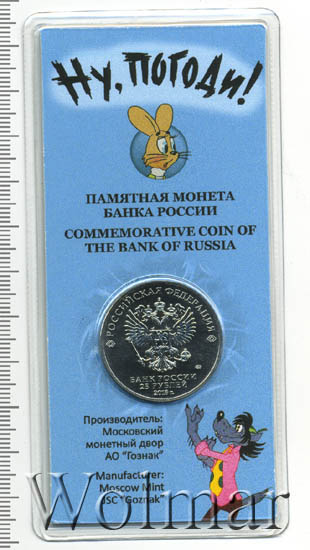 Ну, погоди!
ПАМЯТНАЯ МОНЕТА
БАНКА РОССИИ
COMMEMORATIVE COIN OF
THE BANK OF RUSSIA
РОССИЙСКАЯ ФЕДЕРАЦИЯ
БАНК РОССИИ
25 РУБЛЕЙ
2018 г.
Производитель:
Московский
монетный двор
АО "Гознак"
Manufacturer:
Moscow Mint
JSC "Goznak"
Wolmar